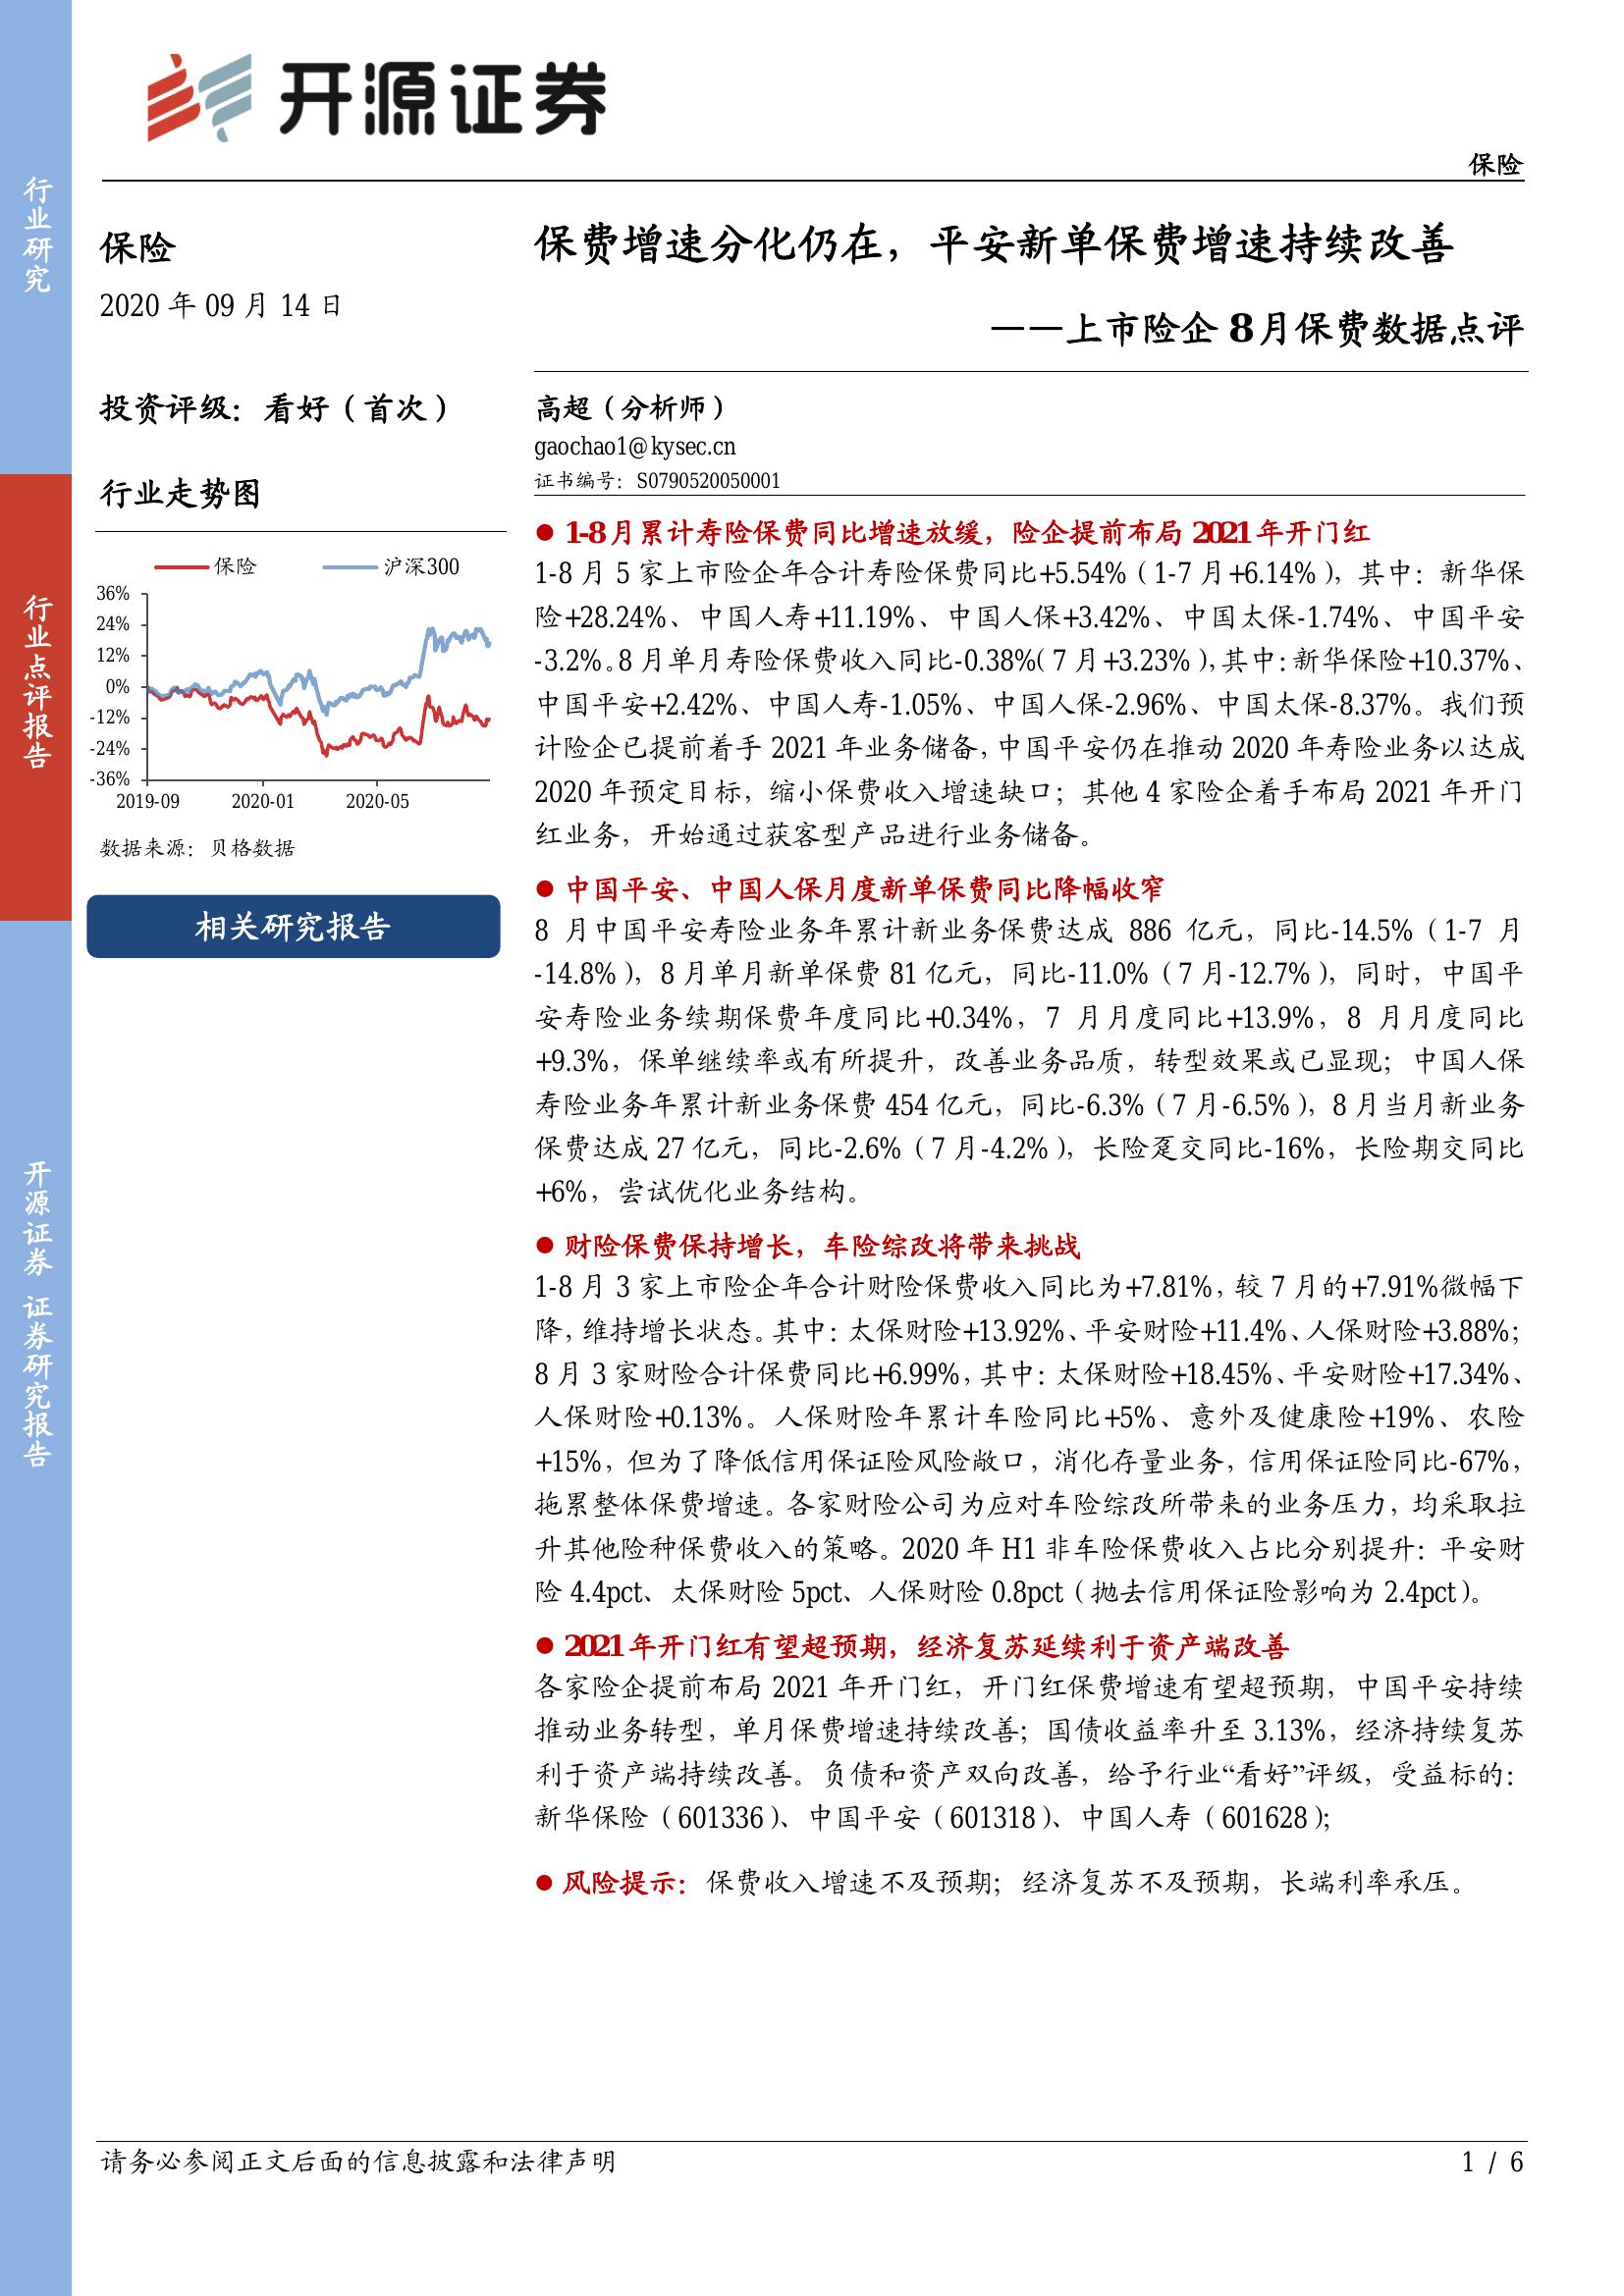 开源证券
保险
行业研究
行业点评报告
开源证券 证券研究报告
保险
2020 年 09 月 14 日
投资评级：看好（首次）
行业走势图
保险 沪深300
36%
24%
12%
0%
-12%
-24%
-36%
2019-09 2020-01 2020-05
数据来源：贝格数据
相关研究报告
保费增速分化仍在，平安新单保费增速持续改善
——上市险企 8 月保费数据点评
高超（分析师）
gaochao1@kysec.cn
证书编号：S0790520050001
● 1-8 月累计寿险保费同比增速放缓，险企提前布局 2021 年开门红
1-8 月 5 家上市险企年合计寿险保费同比+5.54%（1-7 月+6.14%），其中：新华保
险+28.24%、中国人寿+11.19%、中国人保+3.42%、中国太保-1.74%、中国平安
-3.2%。8 月单月寿险保费收入同比-0.38%（7 月+3.23%），其中：新华保险+10.37%、
中国平安+2.42%、中国人寿-1.05%、中国人保-2.96%、中国太保-8.37%。我们预
计险企已提前着手 2021 年业务储备，中国平安仍在推动 2020 年寿险业务以达成
2020 年预定目标，缩小保费收入增速缺口；其他 4 家险企着手布局 2021 年开门
红业务，开始通过获客型产品进行业务储备。
● 中国平安、中国人保月度新单保费同比降幅收窄
8 月中国平安寿险业务年累计新业务保费达成 886 亿元，同比-14.5%（1-7 月
-14.8%），8 月单月新单保费 81 亿元，同比-11.0%（7 月-12.7%），同时，中国平
安寿险业务续期保费年度同比+0.34%，7 月月度同比+13.9%，8 月月度同比
+9.3%，保单继续率或有所提升，改善业务品质，转型效果或已显现；中国人保
寿险业务年累计新业务保费 454 亿元，同比-6.3%（7 月-6.5%），8 月当月新业务
保费达成 27 亿元，同比-2.6%（7 月-4.2%），长险趸交同比-16%，长险期交同比
+6%，尝试优化业务结构。
● 财险保费保持增长，车险综改将带来挑战
1-8 月 3 家上市险企年合计财险保费收入同比为+7.81%，较 7 月的+7.91%微幅下
降，维持增长状态。其中：太保财险+13.92%、平安财险+11.4%、人保财险+3.88%；
8 月 3 家财险合计保费同比+6.99%，其中：太保财险+18.45%、平安财险+17.34%、
人保财险+0.13%。人保财险年累计车险同比+5%、意外及健康险+19%、农险
+15%，但为了降低信用保证险风险敞口，消化存量业务，信用保证险同比-67%，
拖累整体保费增速。各家财险公司为应对车险综改所带来的业务压力，均采取拉
升其他险种保费收入的策略。2020 年 H1 非车险保费收入占比分别提升：平安财
险 4.4pct、太保财险 5pct、人保财险 0.8pct（抛去信用保证险影响为 2.4pct）。
● 2021 年开门红有望超预期，经济复苏延续利于资产端改善
各家险企提前布局 2021 年开门红，开门红保费增速有望超预期，中国平安持续
推动业务转型，单月保费增速持续改善；国债收益率升至 3.13%，经济持续复苏
利于资产端持续改善。负债和资产双向改善，给予行业“看好”评级，受益标的：
新华保险（601336）、中国平安（601318）、中国人寿（601628）；
● 风险提示：保费收入增速不及预期；经济复苏不及预期，长端利率承压。
请务必参阅正文后面的信息披露和法律声明 1 / 6